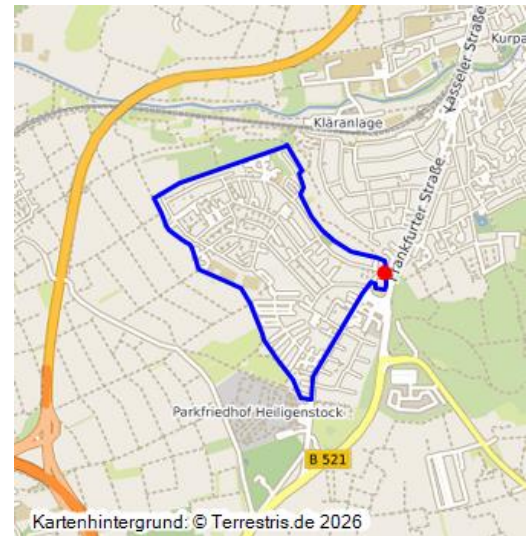 Kasseler Straße
Kurpa
Kläranlage
Frankfurter Straße
Parkfriedhof Heiligenstock
B 521
Kartenhintergrund: © Terrestris.de 2026